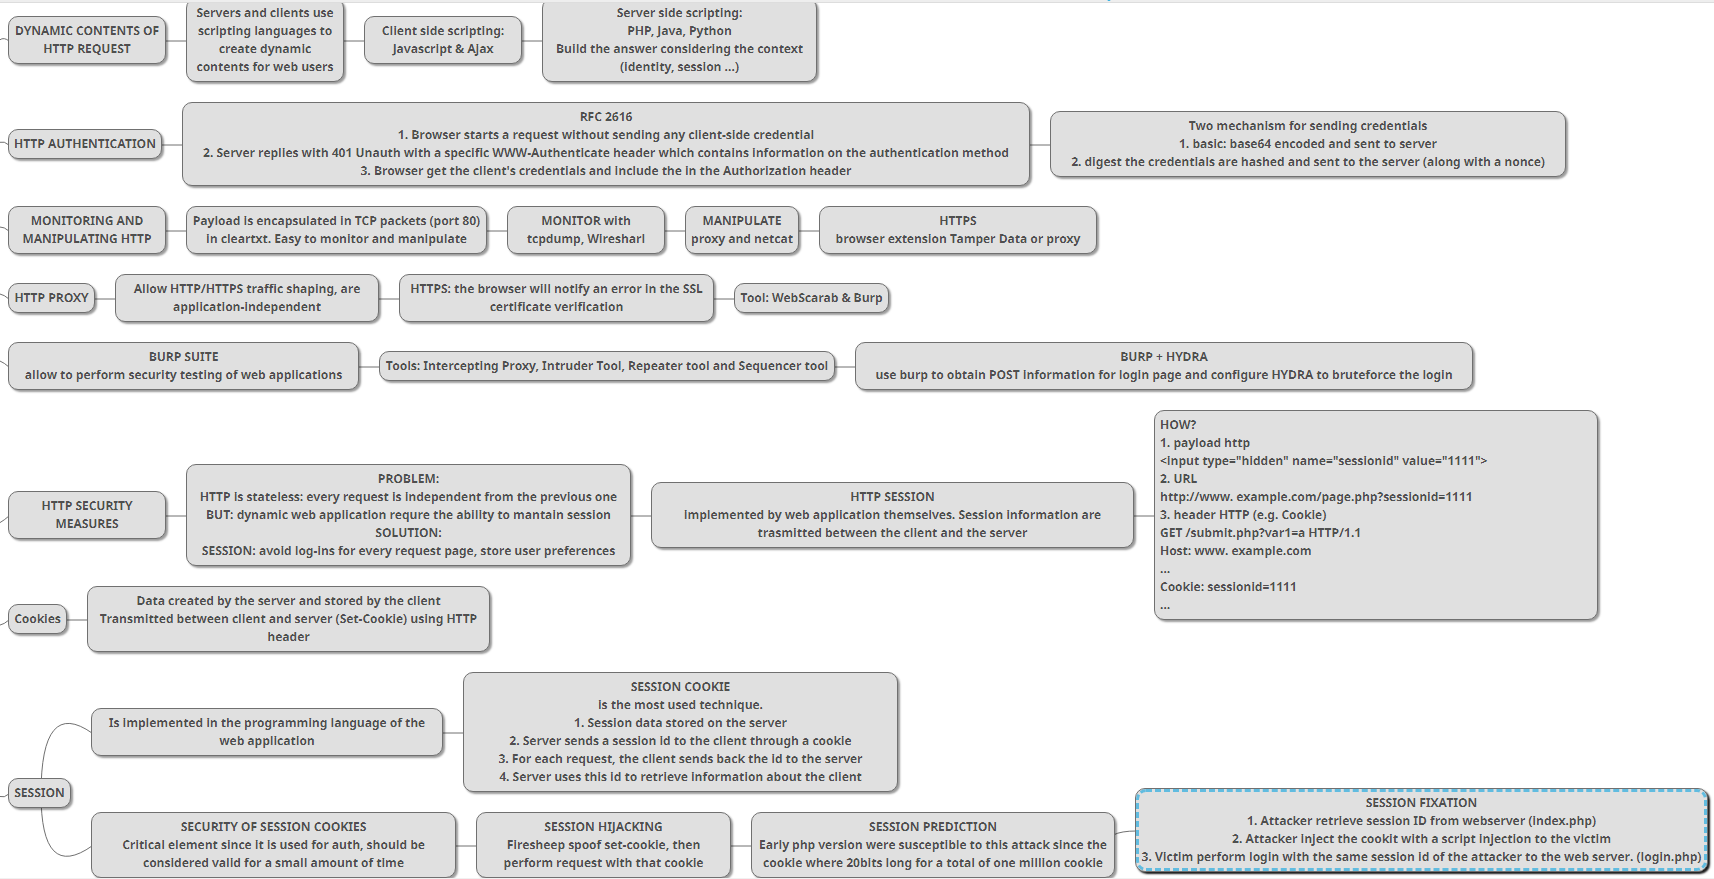 DYNAMIC CONTENTS OF
HTTP REQUEST
Servers and clients use
scripting languages to
create dynamic
contents for web users
Client side scripting:
Javascript & Ajax
Server side scripting:
PHP, Java, Python
Build the answer considering the context
(identity, session ...)
HTTP AUTHENTICATION
RFC 2616
1. Browser starts a request without sending any client-side credential
2. Server replies with 401 Unauth with a specific WWW-Authenticate header which contains information on the authentication method
3. Browser get the client's credentials and include the in the Authorization header
Two mechanism for sending credentials
1. basic: base64 encoded and sent to server
2. digest the credentials are hashed and sent to the server (along with a nonce)
MONITORING AND
MANIPULATING HTTP
Payload is encapsulated in TCP packets (port 80)
in cleartxt. Easy to monitor and manipulate
MONITOR with
tcpdump, Wiresharl
MANIPULATE
proxy and netcat
HTTPS
browser extension Tamper Data or proxy
HTTP PROXY
Allow HTTP/HTTPS traffic shaping, are
application-independent
HTTPS: the browser will notify an error in the SSL
certificate verification
Tool: WebScarab & Burp
BURP SUITE
allow to perform security testing of web applications
Tools: Intercepting Proxy, Intruder Tool, Repeater tool and Sequencer tool
BURP + HYDRA
use burp to obtain POST information for login page and configure HYDRA to bruteforce the login
HTTP SECURITY
MEASURES
PROBLEM:
HTTP is stateless: every request is independent from the previous one
BUT: dynamic web application requre the ability to mantain session
SOLUTION:
SESSION: avoid log-ins for every request page, store user preferences
HTTP SESSION
implemented by web application themselves. Session information are
trasmitted between the client and the server
HOW?
1. payload http
<input type="hidden" name="sessionid" value="1111">
2. URL
http://www. example.com/page.php?sessionid=1111
3. header HTTP (e.g. Cookie)
GET /submit.php?var1=a HTTP/1.1
Host: www. example.com
...
Cookie: sessionid=1111
...
Cookies
Data created by the server and stored by the client
Transmitted between client and server (Set-Cookie) using HTTP
header
SESSION
Is implemented in the programming language of the
web application
SESSION COOKIE
is the most used technique.
1. Session data stored on the server
2. Server sends a session id to the client through a cookie
3. For each request, the client sends back the id to the server
4. Server uses this id to retrieve information about the client
SECURITY OF SESSION COOKIES
Critical element since it is used for auth, should be
considered valid for a small amount of time
SESSION HIJACKING
Firesheep spoof set-cookie, then
perform request with that cookie
SESSION PREDICTION
Early php version were susceptible to this attack since the
cookie where 20bits long for a total of one million cookie
SESSION FIXATION
1. Attacker retrieve session ID from webserver (index.php)
2. Attacker inject the cookit with a script injection to the victim
3. Victim perform login with the same session id of the attacker to the web server. (login.php)